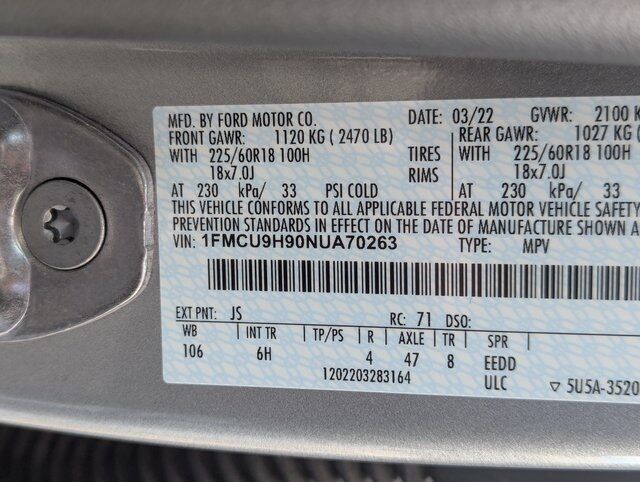 MFD. BY FORD MOTOR CO. DATE: 03/22 GVWR: 2100 K
FRONT GAWR: 1120 KG ( 2470 LB) REAR GAWR: 1027 KG
WITH 225/60R18 100H TIRES WITH 225/60R18 100H
18x7.0J RIMS 18x7.0J
AT 230 kPa/ 33 PSI COLD AT 230 kPa/ 33
THIS VEHICLE CONFORMS TO ALL APPLICABLE FEDERAL MOTOR VEHICLE SAFETY
PREVENTION STANDARDS IN EFFECT ON THE DATE OF MANUFACTURE SHOWN
VIN: 1FMCU9H90NUA70263 TYPE: MPV
EXT PNT: JS RC: 71 DSO:
WB INT TR TP/PS R AXLE TR SPR
106 6H 4 47 8 EEDD
1202203283164 ULC ▽ 5U5A-3520